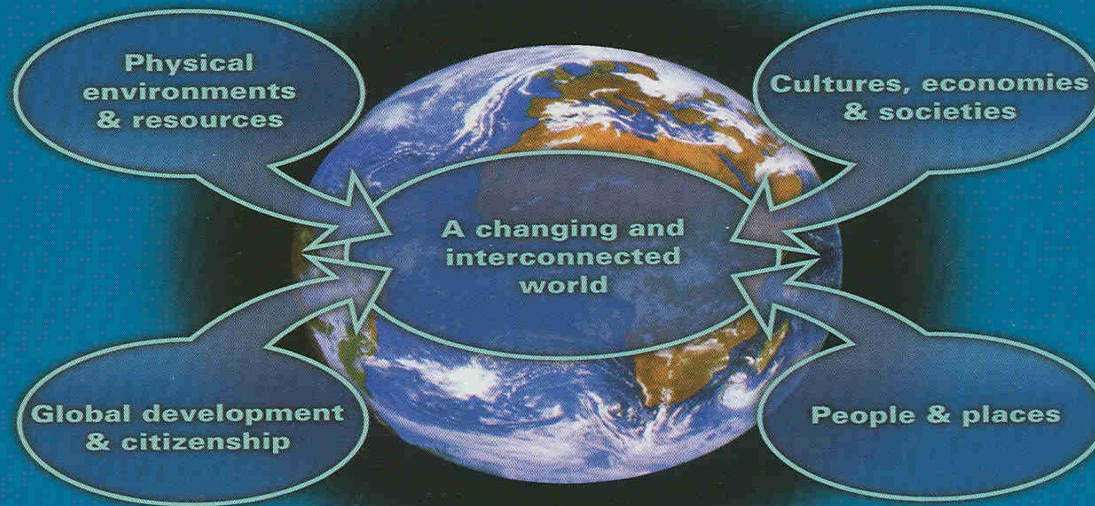 Physical
environments
& resources
Cultures, economies
& societies
A changing and
interconnected
world
Global development
& citizenship
People & places